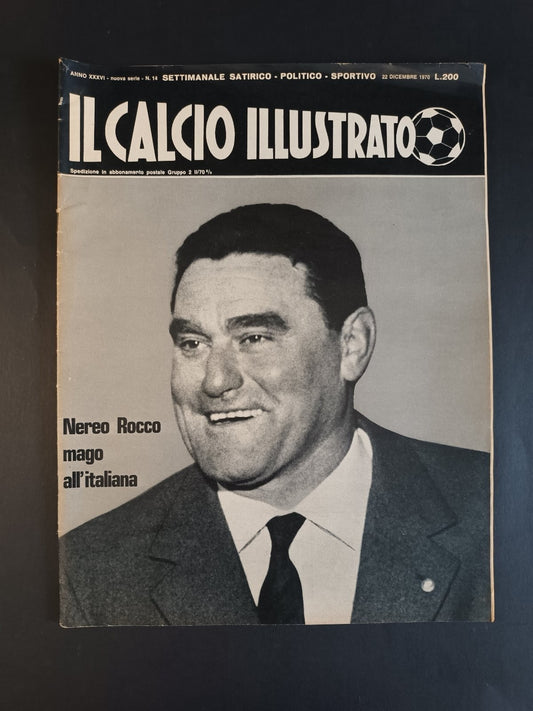 ANNO XXXVI - nuova serie - N. 14 SETTIMANALE SATIRICO - POLITICO - SPORTIVO 22 DICEMBRE 1970 L. 200
IL CALCIO ILLUSTRATO
Spedizione in abbonamento postale Gruppo 2 II/70 %
Nereo Rocco
mago
all'italiana